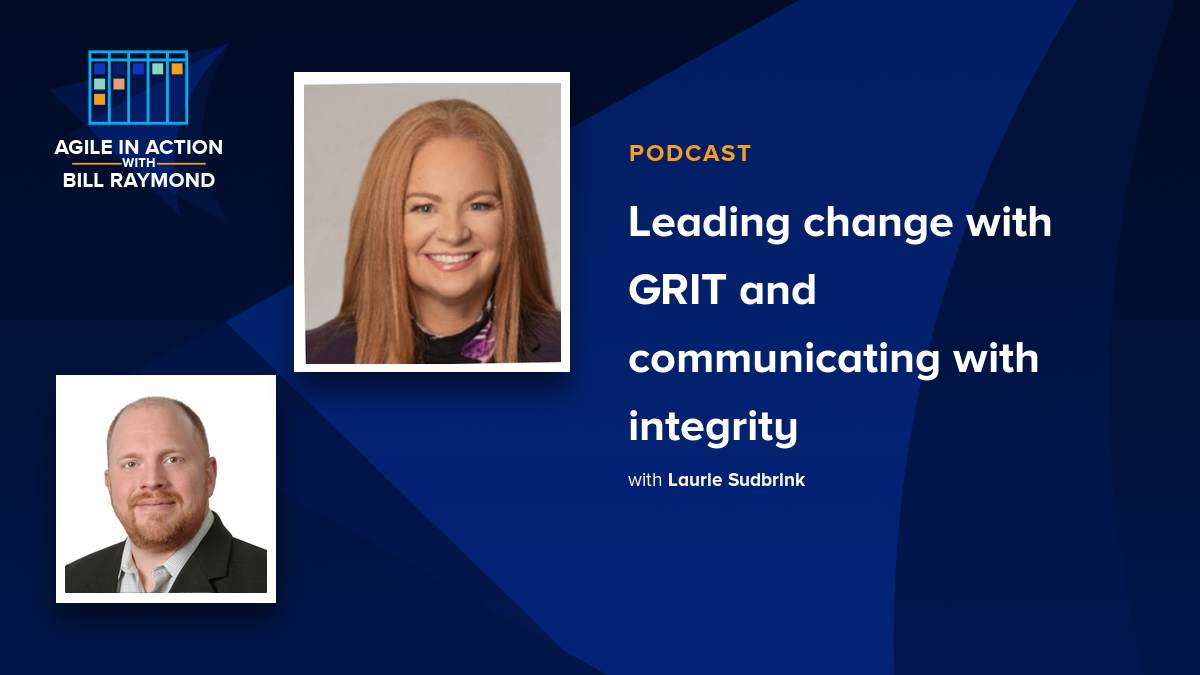 AGILE IN ACTION
WITH
BILL RAYMOND
PODCAST
Leading change with
GRIT and
communicating with
integrity
with Laurie Sudbrink